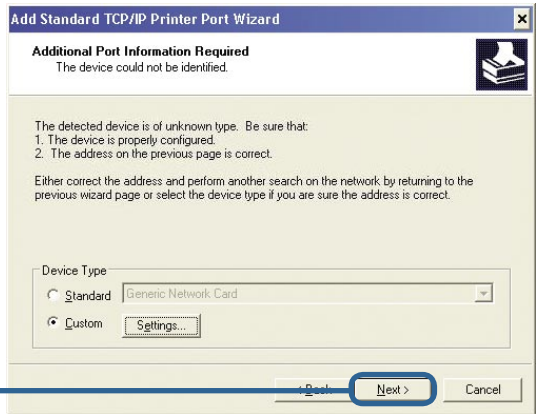 Add Standard TCP/IP Printer Port Wizard
Additional Port Information Required
The device could not be identified.
The detected device is of unknown type. Be sure that:
1. The device is properly configured.
2. The address on the previous page is correct.
Either correct the address and perform another search on the network by returning to the
previous wizard page or select the device type if you are sure the address is correct.
Device Type
Standard Generic Network Card
Custom Settings...
< Back Next > Cancel